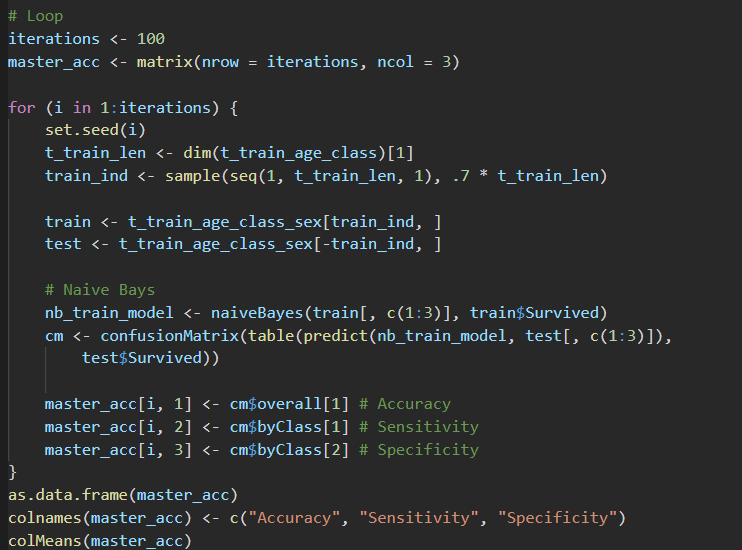 # Loop
iterations <- 100
master_acc <- matrix(nrow = iterations, ncol = 3)
for (i in 1:iterations) {
    set.seed(i)
    t_train_len <- dim(t_train_age_class)[1]
    train_ind <- sample(seq(1, t_train_len, 1), .7 * t_train_len)
    train <- t_train_age_class_sex[train_ind, ]
    test <- t_train_age_class_sex[-train_ind, ]
    # Naive Bays
    nb_train_model <- naiveBayes(train[, c(1:3)], train$Survived)
    cm <- confusionMatrix(table(predict(nb_train_model, test[, c(1:3)]),
        test$Survived))
    master_acc[i, 1] <- cm$overall[1] # Accuracy
    master_acc[i, 2] <- cm$byClass[1] # Sensitivity
    master_acc[i, 3] <- cm$byClass[2] # Specificity
}
as.data.frame(master_acc)
colnames(master_acc) <- c("Accuracy", "Sensitivity", "Specificity")
colMeans(master_acc)